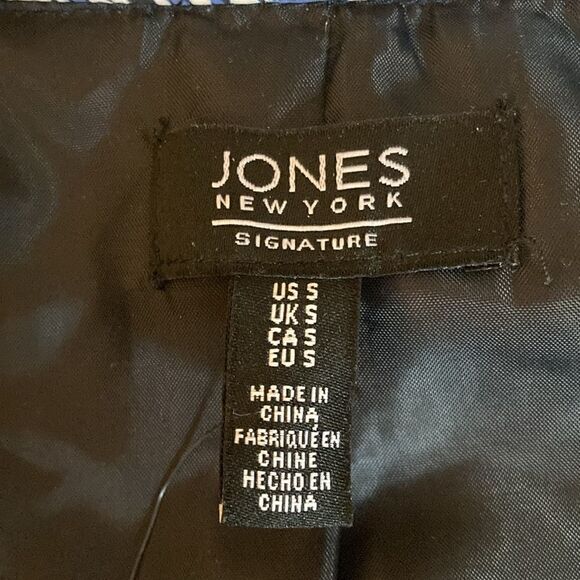 JONES
NEW YORK
SIGNATURE
US S
UK S
CA S
EU S
MADE IN
CHINA
FABRIQUÉ EN
CHINE
HECHO EN
CHINA